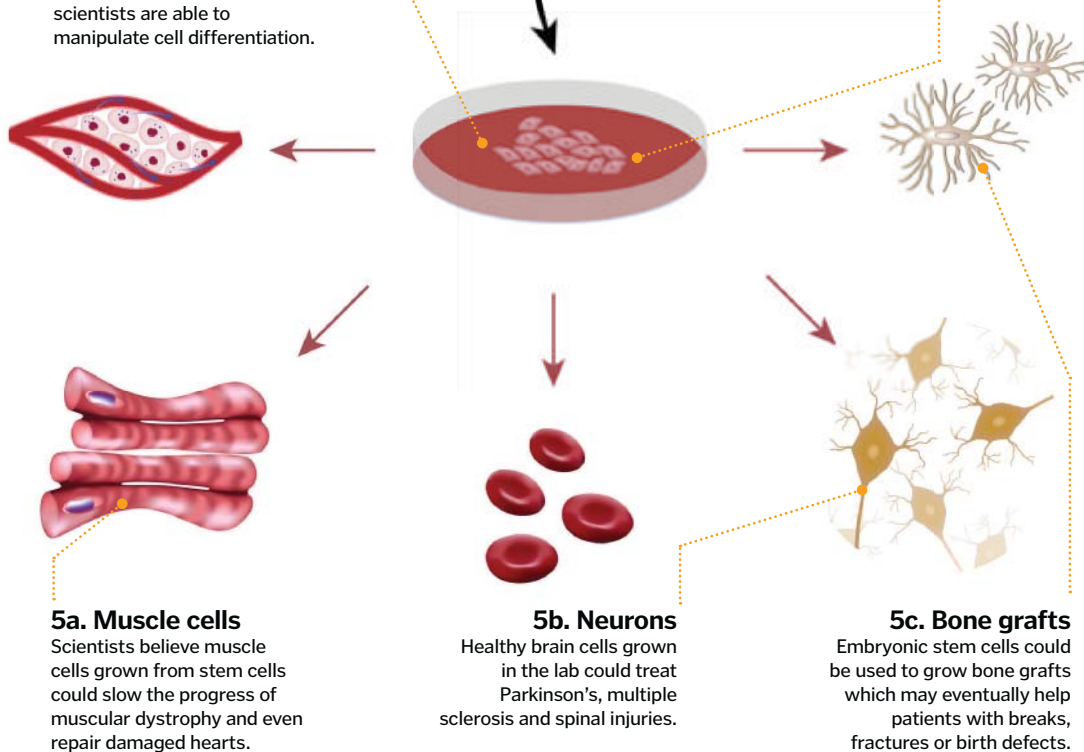 scientists are able to
manipulate cell differentiation.
5a. Muscle cells
Scientists believe muscle
cells grown from stem cells
could slow the progress of
muscular dystrophy and even
repair damaged hearts.
5b. Neurons
Healthy brain cells grown
in the lab could treat
Parkinson’s, multiple
sclerosis and spinal injuries.
5c. Bone grafts
Embryonic stem cells could
be used to grow bone grafts
which may eventually help
patients with breaks,
fractures or birth defects.